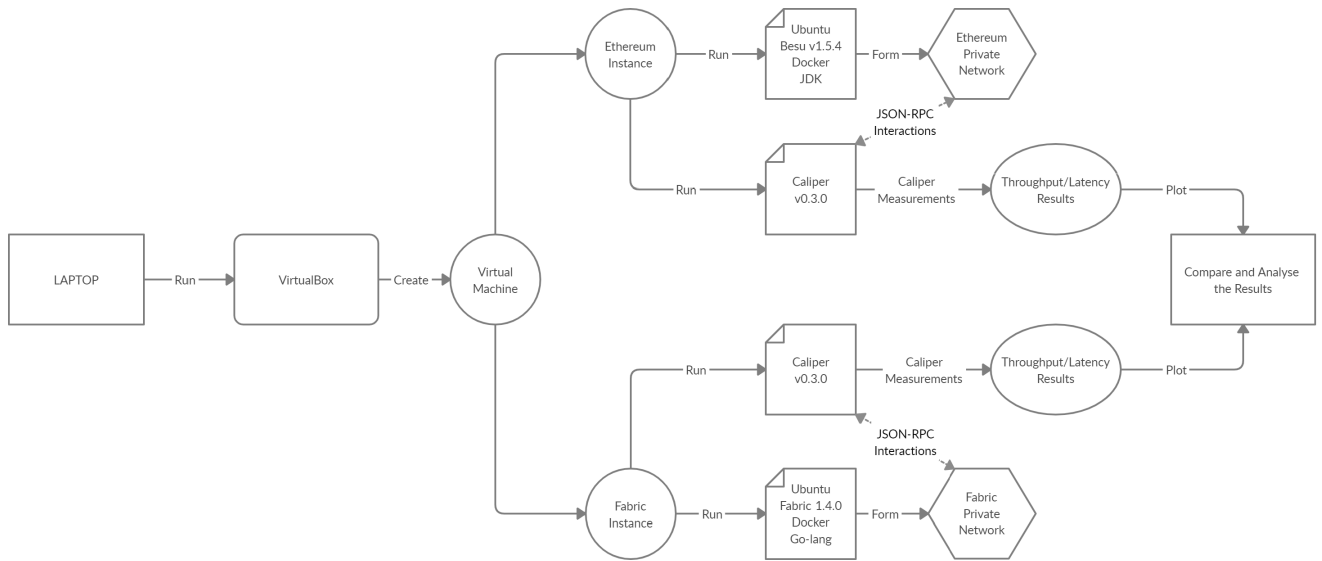 Ethereum
Instance
Run
Ubuntu
Besu v1.5.4
Docker
JDK
Form
Ethereum
Private
Network
JSON-RPC
Interactions
Run
Caliper
v0.3.0
Caliper
Measurements
Throughput/Latency
Results
Plot
LAPTOP
Run
VirtualBox
Create
Virtual
Machine
Compare and Analyse
the Results
Run
Caliper
v0.3.0
Caliper
Measurements
Throughput/Latency
Results
Plot
JSON-RPC
Interactions
Fabric
Instance
Run
Ubuntu
Fabric 1.4.0
Docker
Go-lang
Form
Fabric
Private
Network